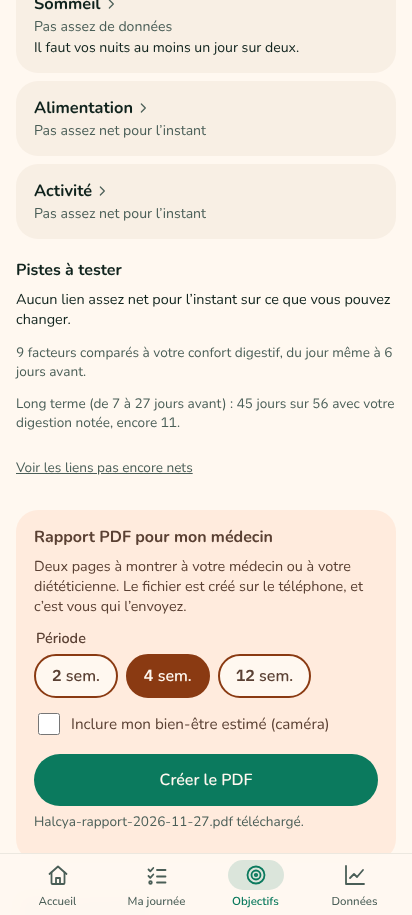 Sommeil
Pas assez de données
Il faut vos nuits au moins un jour sur deux.
Alimentation
Pas assez net pour l’instant
Activité
Pas assez net pour l’instant
Pistes à tester
Aucun lien assez net pour l’instant sur ce que vous pouvez
changer.
9 facteurs comparés à votre confort digestif, du jour même à 6
jours avant.
Long terme (de 7 à 27 jours avant) : 45 jours sur 56 avec votre
digestion notée, encore 11.
Voir les liens pas encore nets
Rapport PDF pour mon médecin
Deux pages à montrer à votre médecin ou à votre
diététicienne. Le fichier est créé sur le téléphone, et
c’est vous qui l’envoyez.
Période
2 sem. 4 sem. 12 sem.
Inclure mon bien-être estimé (caméra)
Créer le PDF
Halcya-rapport-2026-11-27.pdf téléchargé.
Accueil Ma journée Objectifs Données